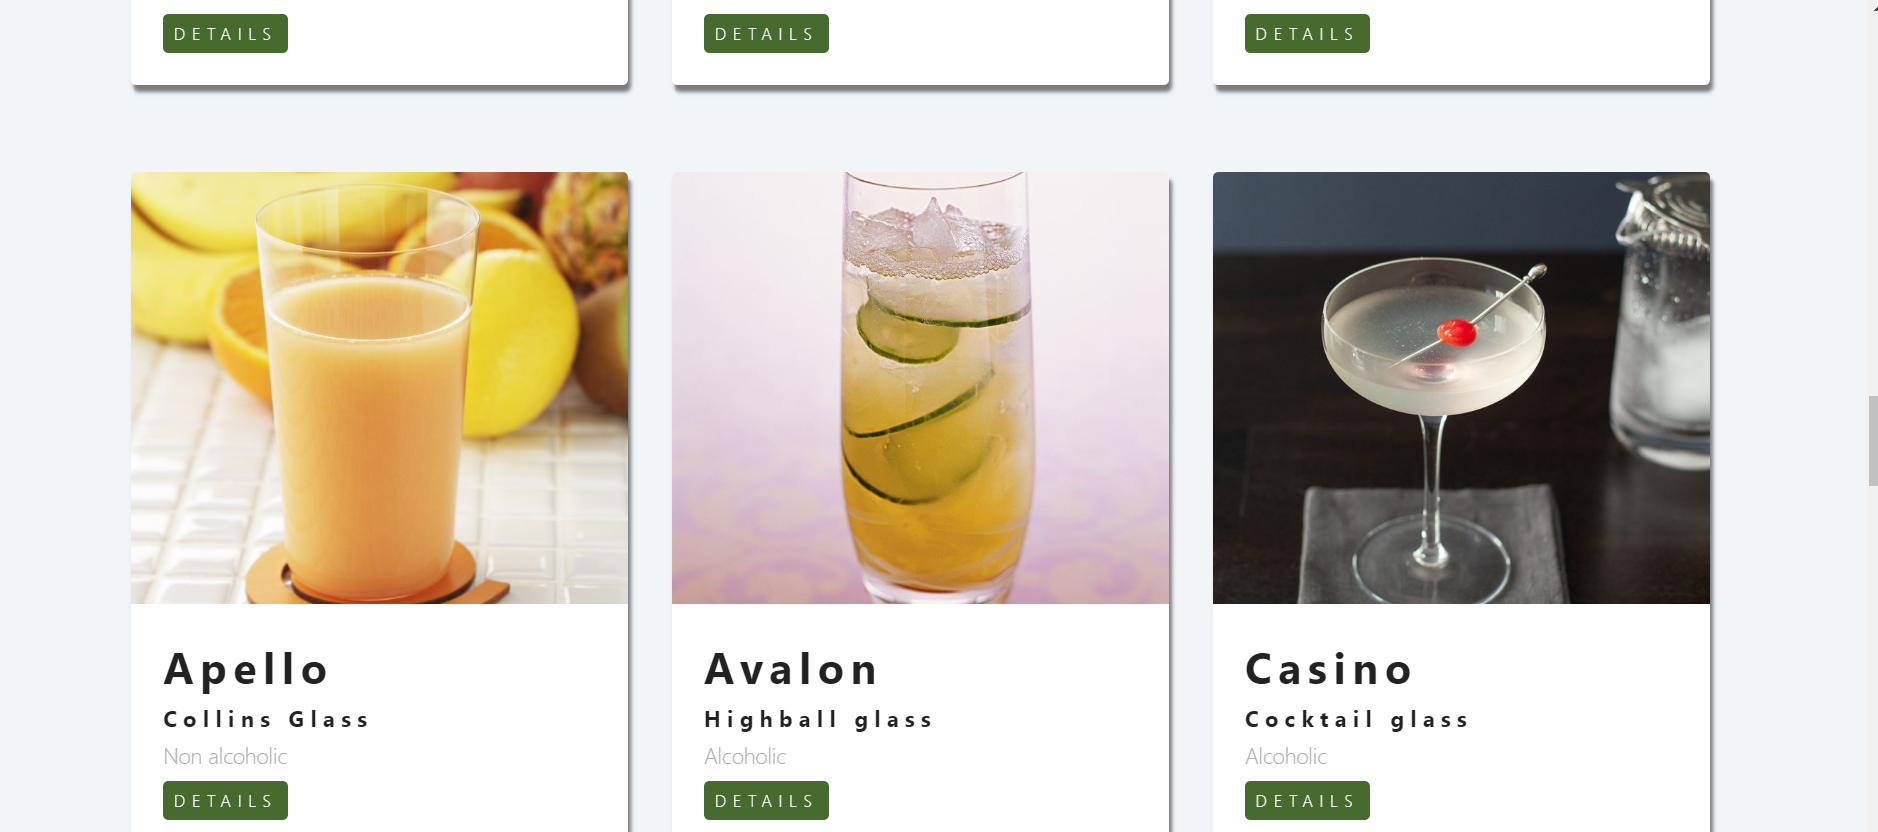 DETAILS DETAILS DETAILS
Apello
Collins Glass
Non alcoholic
DETAILS
Avalon
Highball glass
Alcoholic
DETAILS
Casino
Cocktail glass
Alcoholic
DETAILS